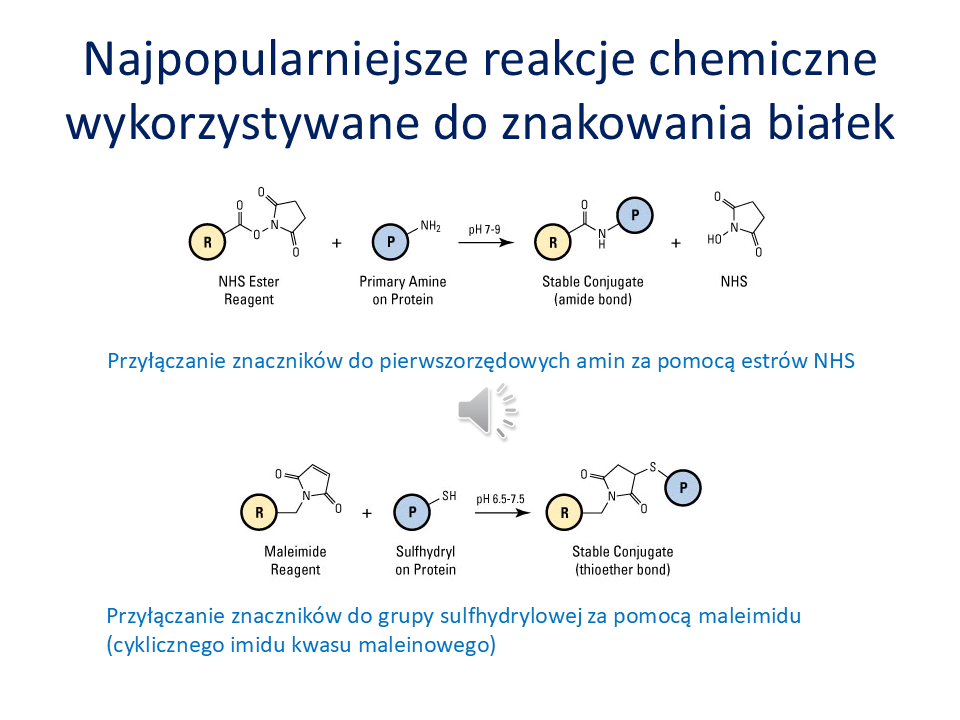 Najpopularniejsze reakcje chemiczne
wykorzystywane do znakowania białek
O
O
N
O
O
R
+
P
NH₂
pH 7-9
O
R
N
H
P
+
O
HO
N
O
NHS Ester
Reagent
Primary Amine
on Protein
Stable Conjugate
(amide bond)
NHS
Przyłączanie znaczników do pierwszorzędowych amin za pomocą estrów NHS
O
N
O
R
+
P
SH
pH 6.5-7.5
O
N
O
S
P
R
Maleimide
Reagent
Sulfhydryl
on Protein
Stable Conjugate
(thioether bond)
Przyłączanie znaczników do grupy sulfhydrylowej za pomocą maleimidu
(cyklicznego imidu kwasu maleinowego)